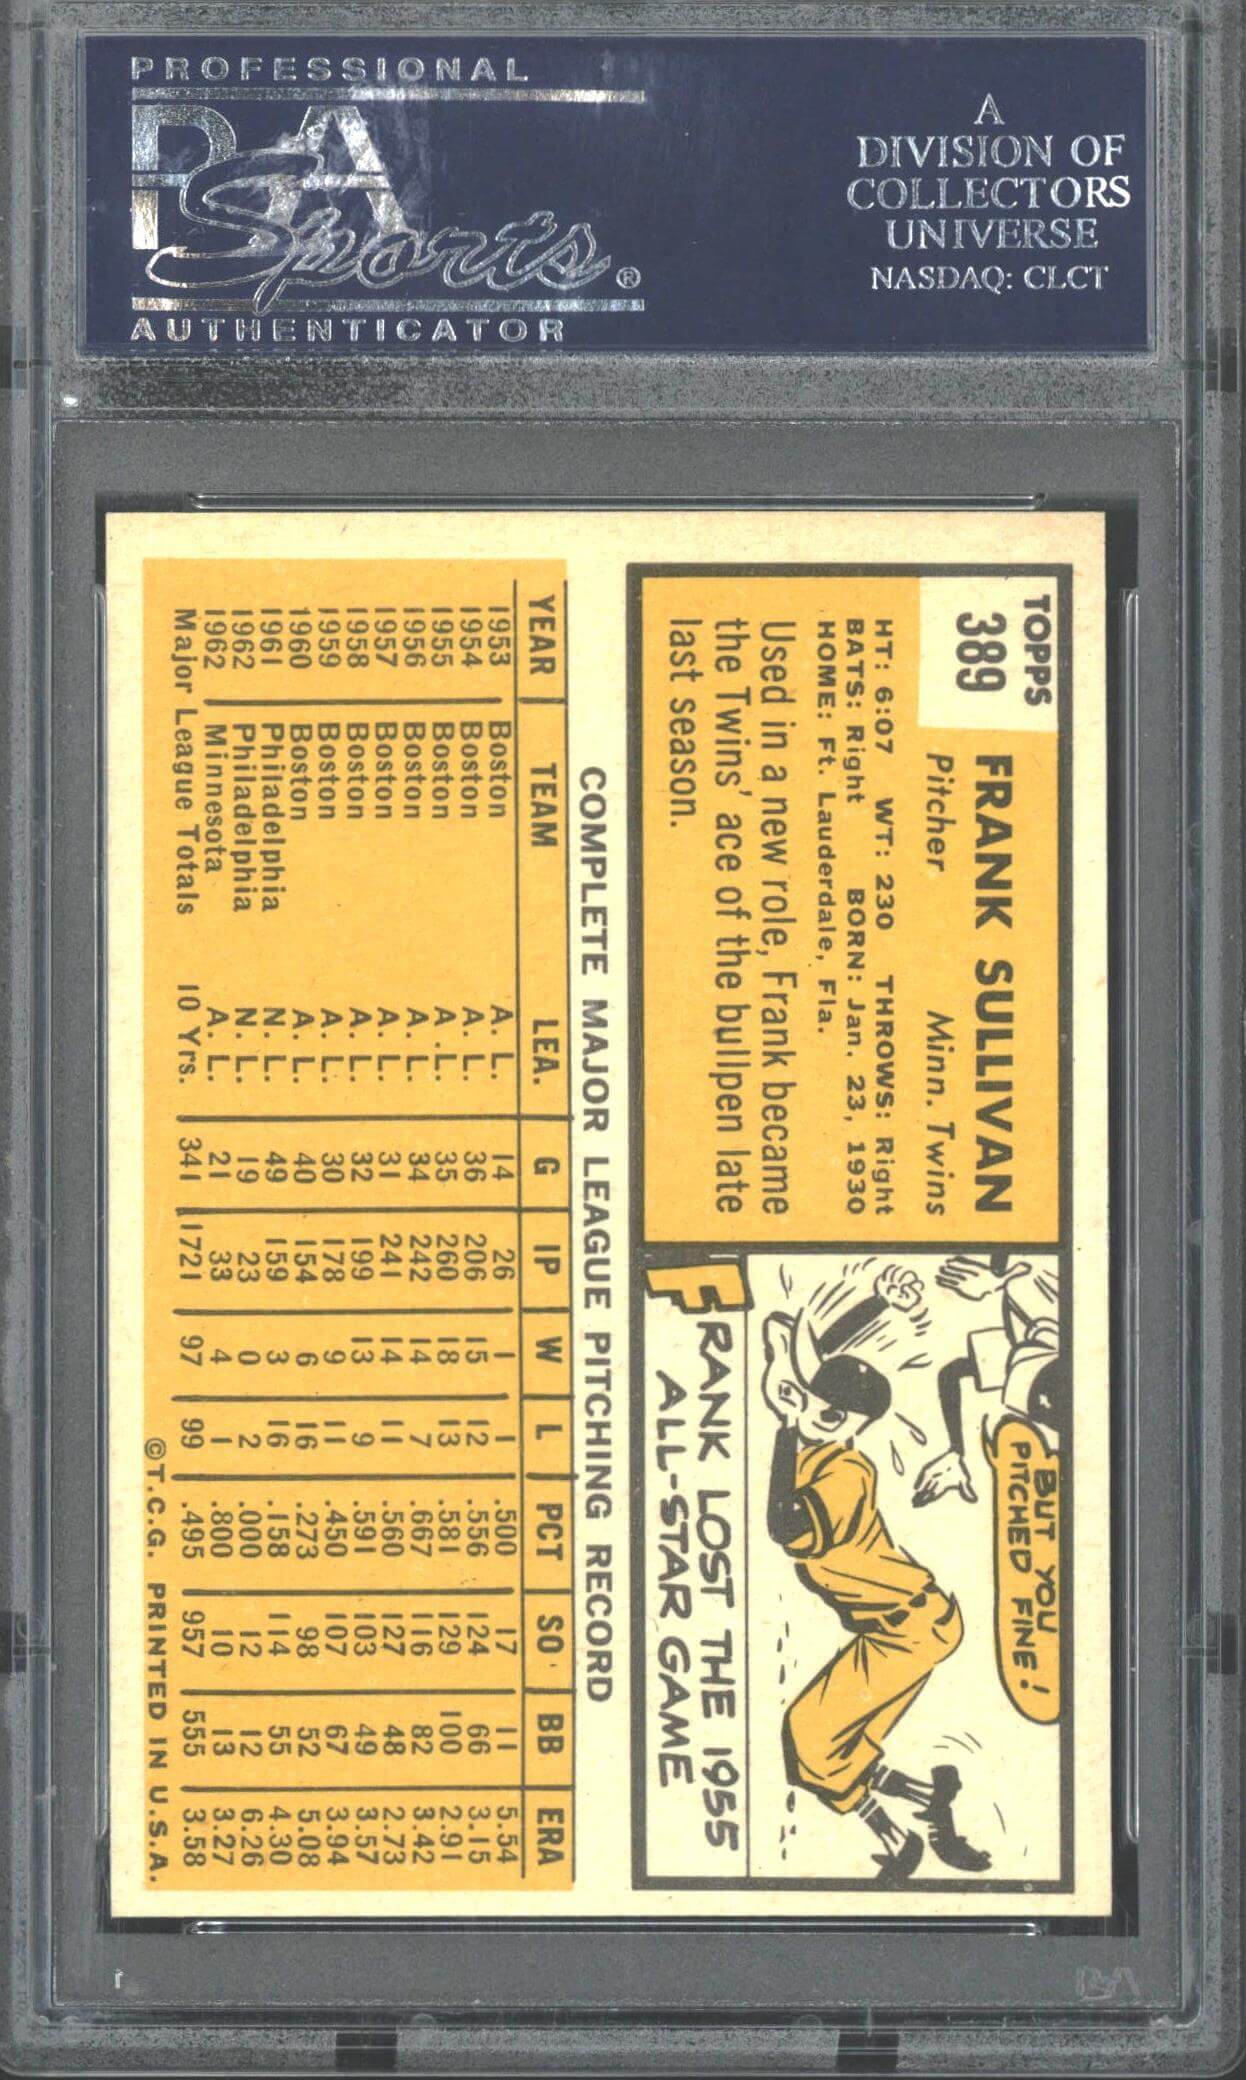 PROFESSIONAL
PSA
Sports®
AUTHENTICATOR
A
DIVISION OF
COLLECTORS
UNIVERSE
NASDAQ: CLCT
TOPPS
389
FRANK SULLIVAN
Pitcher Minn. Twins
HT: 6:07 WT: 230 THROWS: Right
BATS: Right BORN: Jan. 23, 1930
HOME: Ft. Lauderdale, Fla.
Used in a new role, Frank became
the Twins' ace of the bullpen late
last season.
BUT YOU
PITCHED FINE!
FRANK LOST THE 1955
ALL-STAR GAME
COMPLETE MAJOR LEAGUE PITCHING RECORD
YEAR TEAM LEA. G IP W L PCT SO BB ERA
1953 Boston A. L. 14 26 1 1 .500 17 11 5.54
1954 Boston A. L. 36 206 15 12 .556 124 66 3.15
1955 Boston A. L. 35 260 18 13 .581 129 100 2.91
1956 Boston A. L. 34 242 14 7 .667 116 82 3.42
1957 Boston A. L. 31 241 14 11 .560 127 48 2.73
1958 Boston A. L. 32 199 13 9 .591 103 49 3.57
1959 Boston A. L. 30 178 9 11 .450 107 67 3.94
1960 Boston A. L. 40 154 6 16 .273 98 52 5.08
1961 Philadelphia N. L. 49 159 3 16 .158 114 55 4.30
1962 Philadelphia N. L. 19 23 0 2 .000 12 12 6.26
1962 Minnesota A. L. 21 33 4 1 .800 10 13 3.27
Major League Totals 10 Yrs. 341 1721 97 99 .495 957 555 3.58
©T.C.G. PRINTED IN U.S.A.
PSA